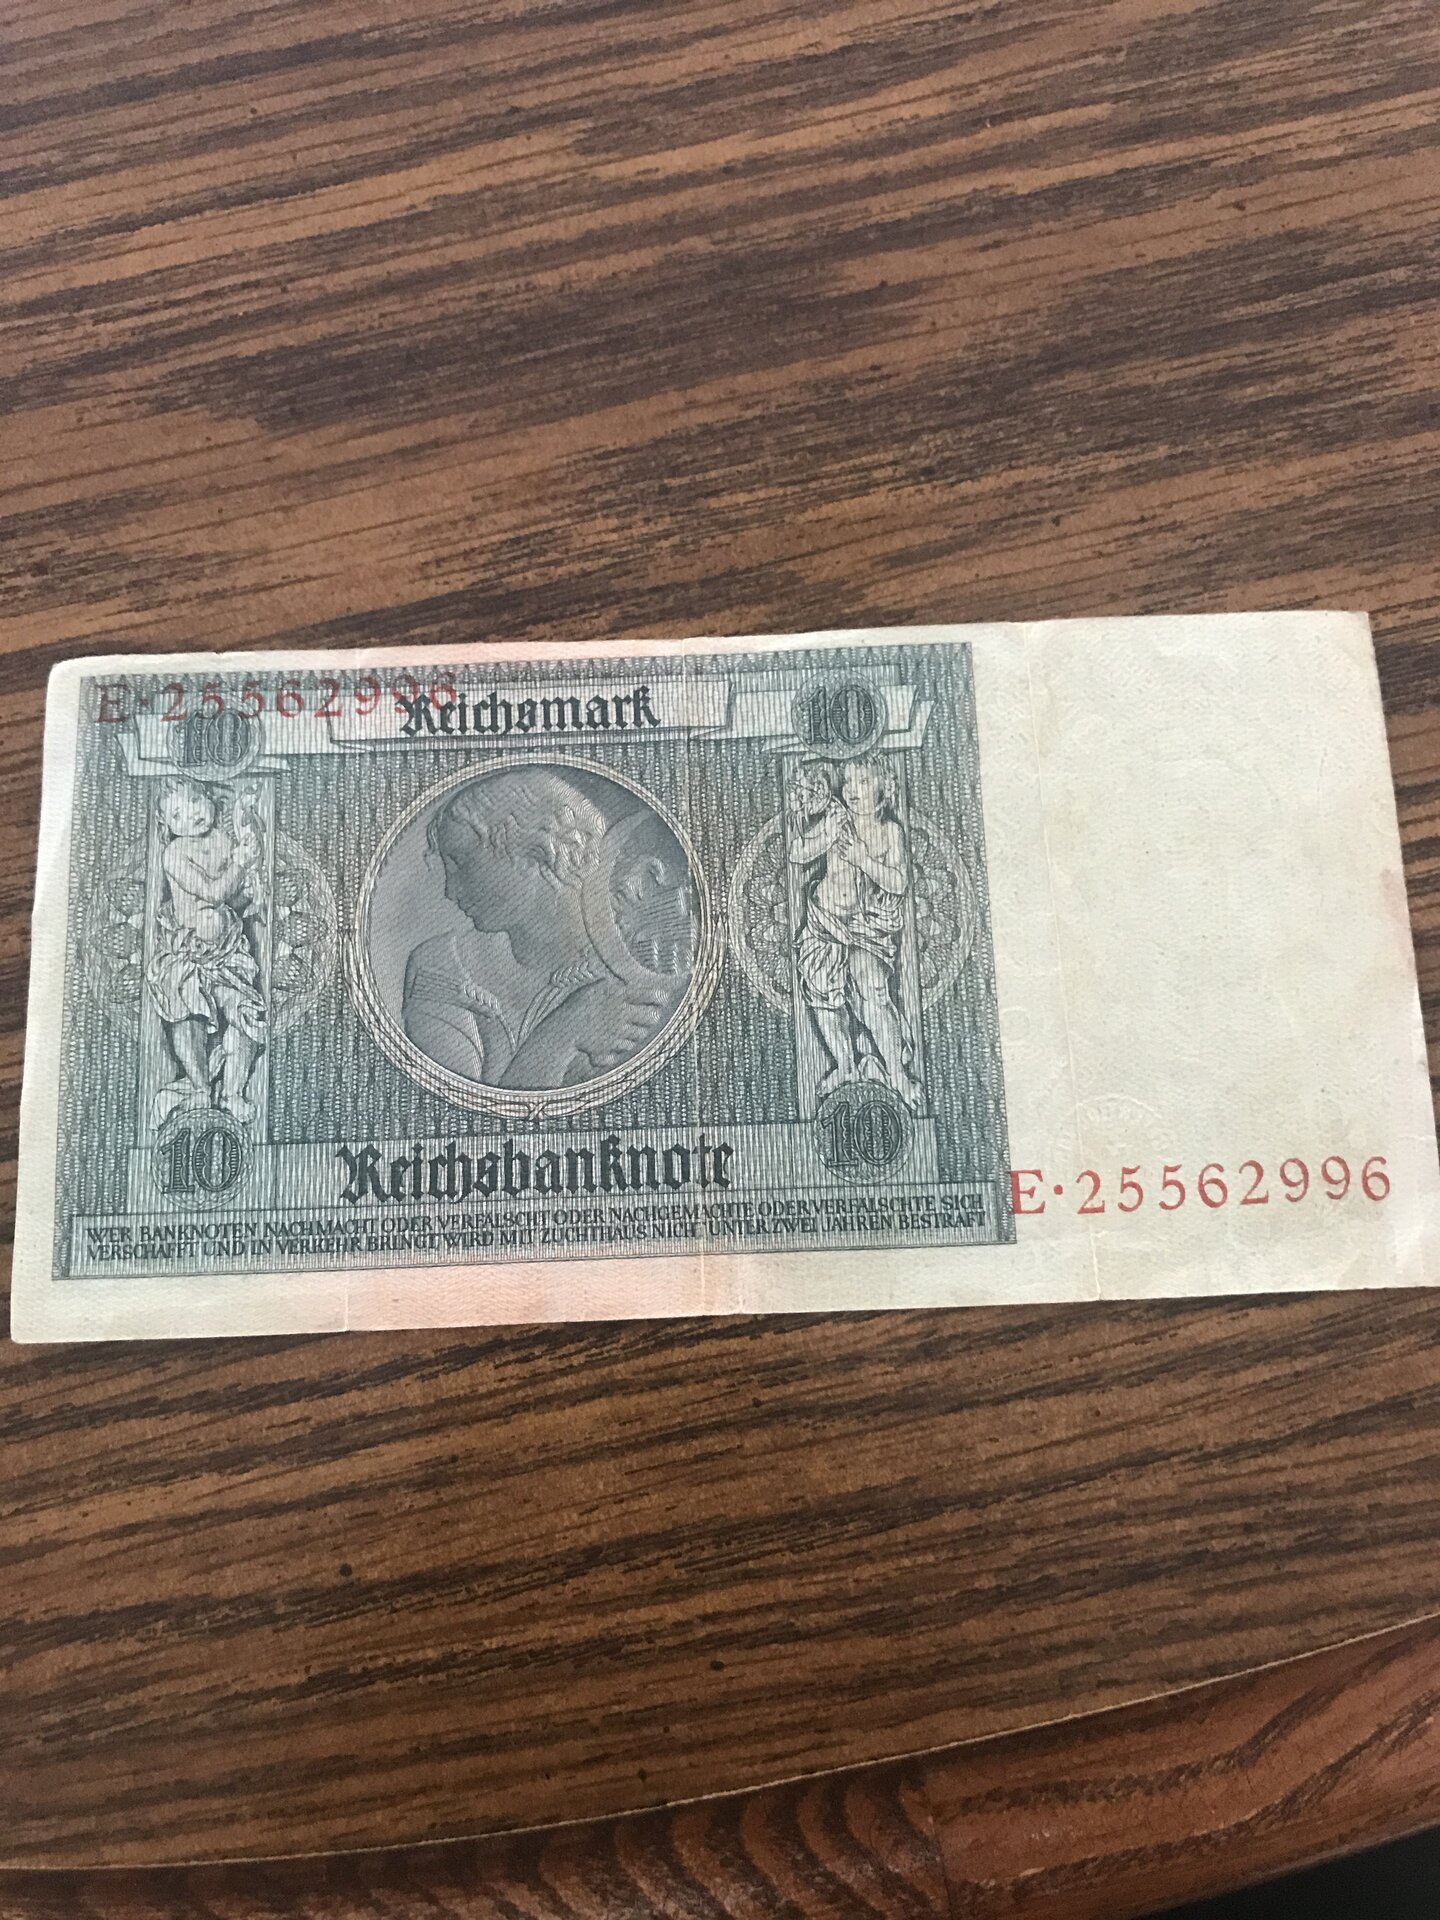 E·25562996
10 Reichsmark 10
10 Reichsbanknote 10
E·25562996
WER BANKNOTEN NACHMACHT ODER VERFÄLSCHT ODER NACHGEMACHTE ODER VERFÄLSCHTE SICH
VERSCHAFFT UND IN VERKEHR BRINGT, WIRD MIT ZUCHTHAUS NICHT UNTER ZWEI JAHREN BESTRAFT